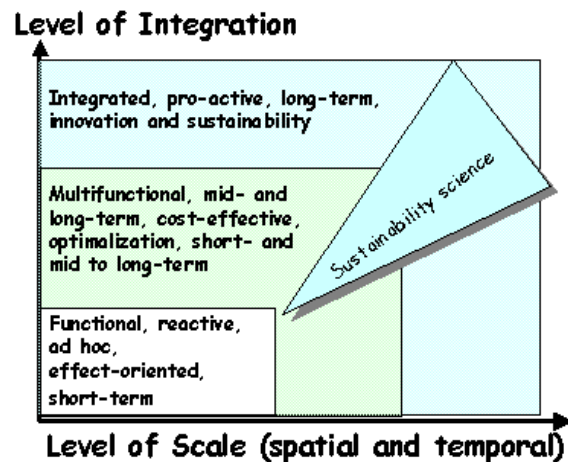 Level of Integration
Integrated, pro-active, long-term,
innovation and sustainability
Multifunctional, mid- and
long-term, cost-effective,
optimalization, short- and
mid to long-term
Sustainability science
Functional, reactive,
ad hoc,
effect-oriented,
short-term
Level of Scale (spatial and temporal)